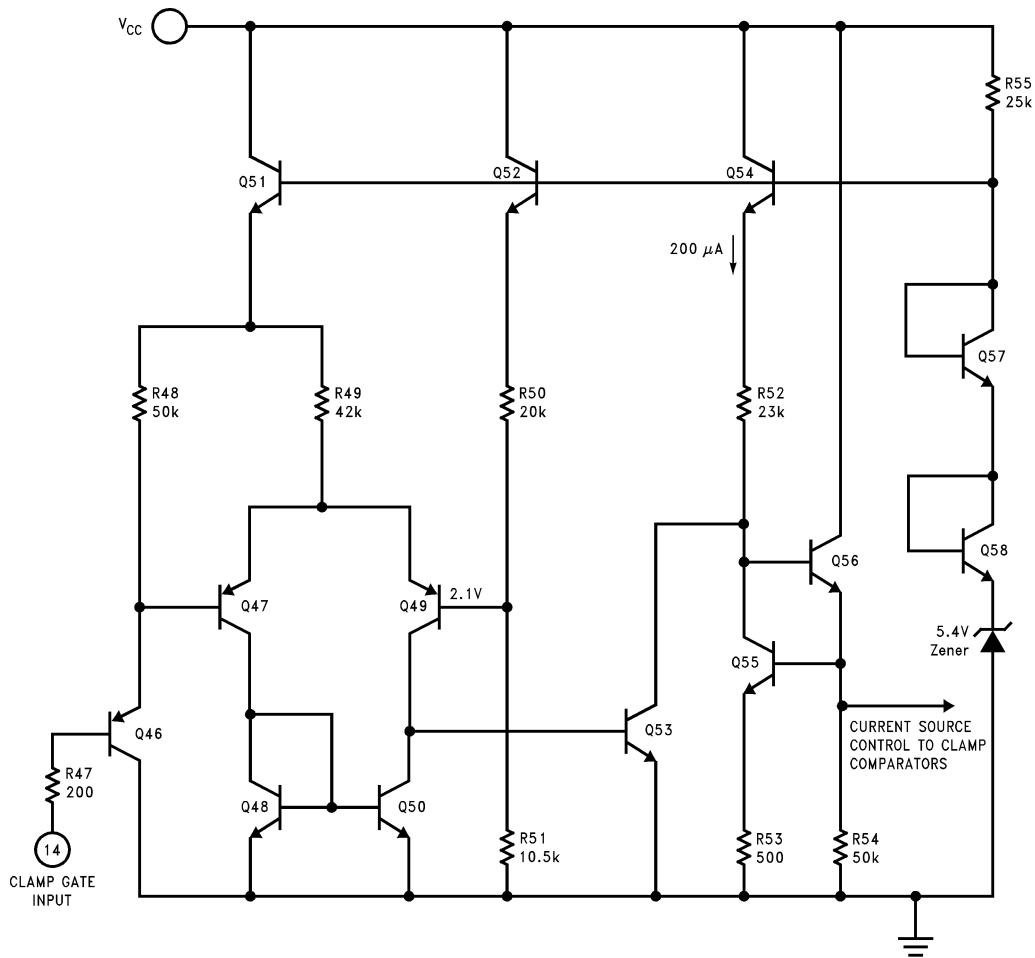 VCC
R55
25k
Q51
Q52
Q54
200 μA
Q57
R48
50k
R49
42k
R50
20k
R52
23k
Q58
Q56
2.1V
Q47
Q49
5.4V
Zener
Q55
Q46
Q53
CURRENT SOURCE
CONTROL TO CLAMP
COMPARATORS
R47
200
Q48
Q50
14
R51
10.5k
R53
500
R54
50k
CLAMP GATE
INPUT